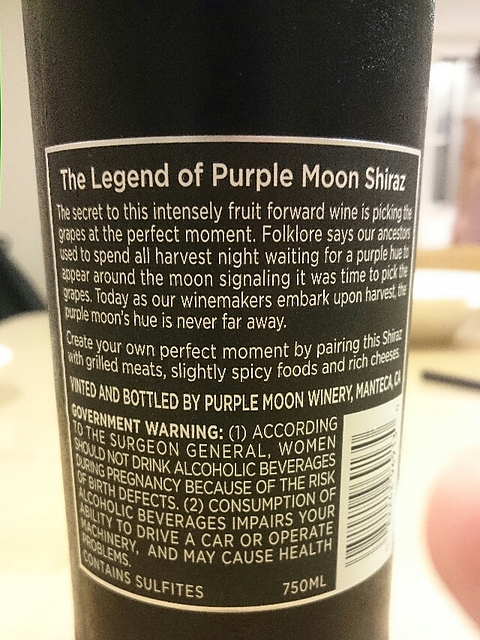 The Legend of Purple Moon Shiraz
The secret to this intensely fruit forward wine is picking the
grapes at the perfect moment. Folklore says our ancestors
used to spend all harvest night waiting for a purple hue to
appear around the moon signaling it was time to pick the
grapes. Today as our winemakers embark upon harvest, the
purple moon's hue is never far away.
Create your own perfect moment by pairing this Shiraz
with grilled meats, slightly spicy foods and rich cheeses.
VINTED AND BOTTLED BY PURPLE MOON WINERY, MANTECA, CA
GOVERNMENT WARNING: (1) ACCORDING
TO THE SURGEON GENERAL, WOMEN
SHOULD NOT DRINK ALCOHOLIC BEVERAGES
DURING PREGNANCY BECAUSE OF THE RISK
OF BIRTH DEFECTS. (2) CONSUMPTION OF
ALCOHOLIC BEVERAGES IMPAIRS YOUR
ABILITY TO DRIVE A CAR OR OPERATE
MACHINERY, AND MAY CAUSE HEALTH
PROBLEMS.
CONTAINS SULFITES 750ML